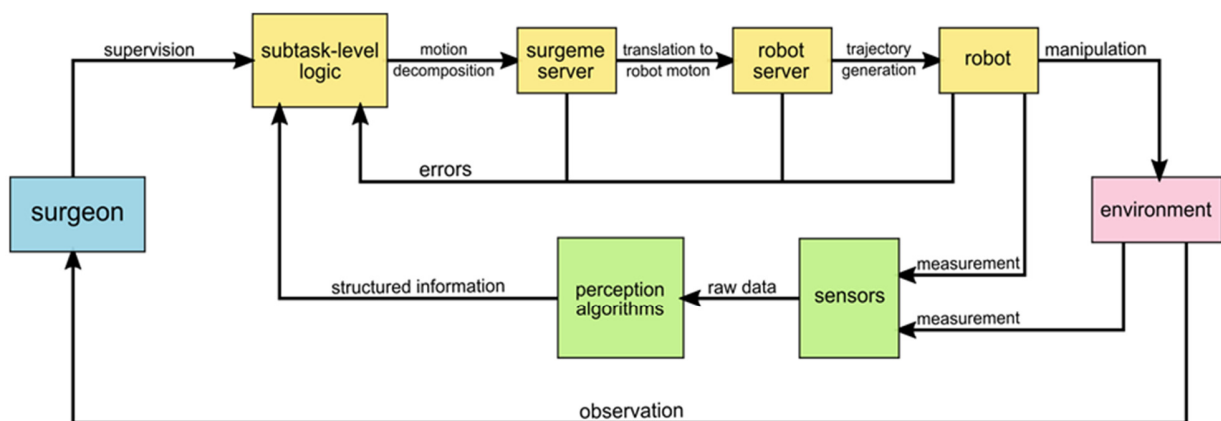 supervision
subtask-level
logic
motion
decomposition
surgeme
server
translation to
robot moton
robot
server
trajectory
generation
robot
manipulation
errors
surgeon
environment
measurement
structured information
perception
algorithms
raw data
sensors
measurement
observation